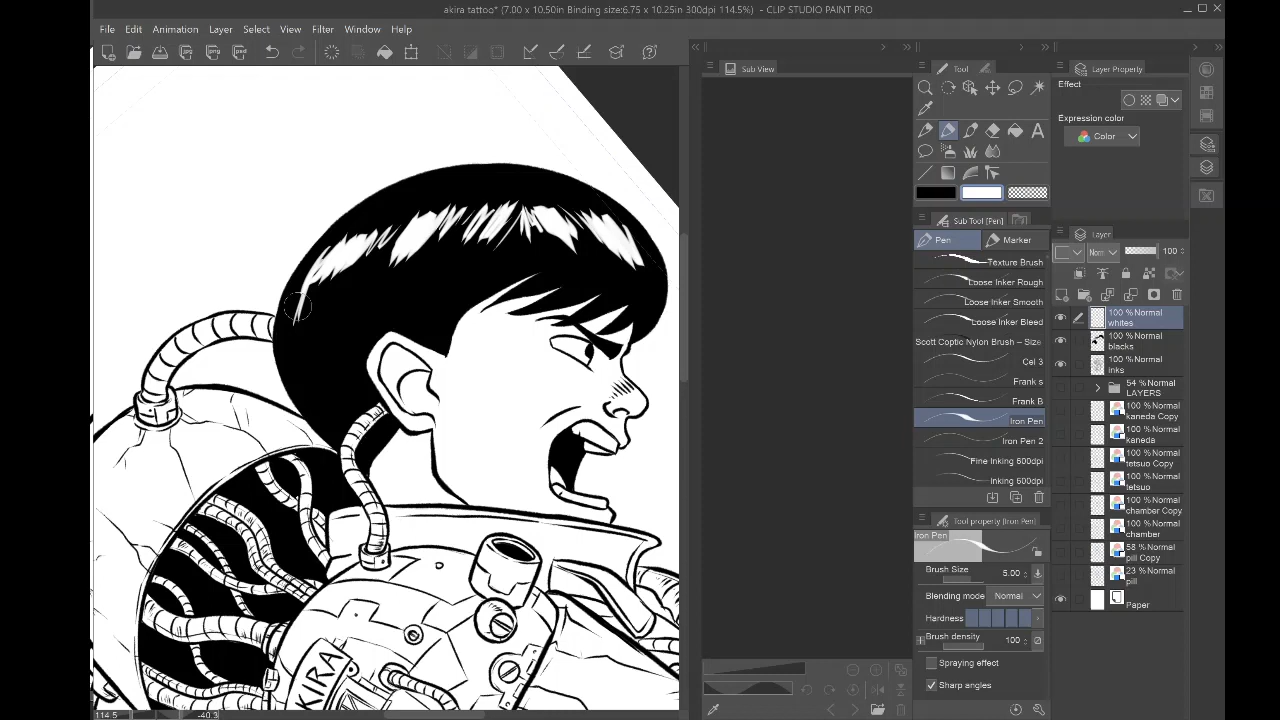 akira tattoo* (7.00 x 10.50in Binding size:6.75 x 10.25in 300dpi 114.5%) - CLIP STUDIO PAINT PRO
File Edit Animation Layer Select View Filter Window Help
Sub View
Tool
Layer Property
Effect
Expression color
Color
Sub Tool [Pen]
Pen
Marker
Texture Brush
Loose Inker Rough
Loose Inker Smooth
Loose Inker Bleed
Scott Coptic Nylon Brush – Size
Cel 3
Frank s
Frank B
Iron Pen
Iron Pen 2
Fine Inking 600dpi
Inking 600dpi
Tool property [Iron Pen]
Iron Pen
Brush Size 5.00
Blending mode Normal
Hardness
Brush density 100
Spraying effect
Sharp angles
Layer
Norm 100
100 %Normal
whites
100 %Normal
blacks
100 %Normal
inks
54 %Normal
LAYERS
100 %Normal
kaneda Copy
100 %Normal
kaneda
100 %Normal
tetsuo Copy
100 %Normal
tetsuo
100 %Normal
chamber Copy
100 %Normal
chamber
58 %Normal
pill Copy
23 %Normal
pill
Paper
AKIRA
114.5
-40.3